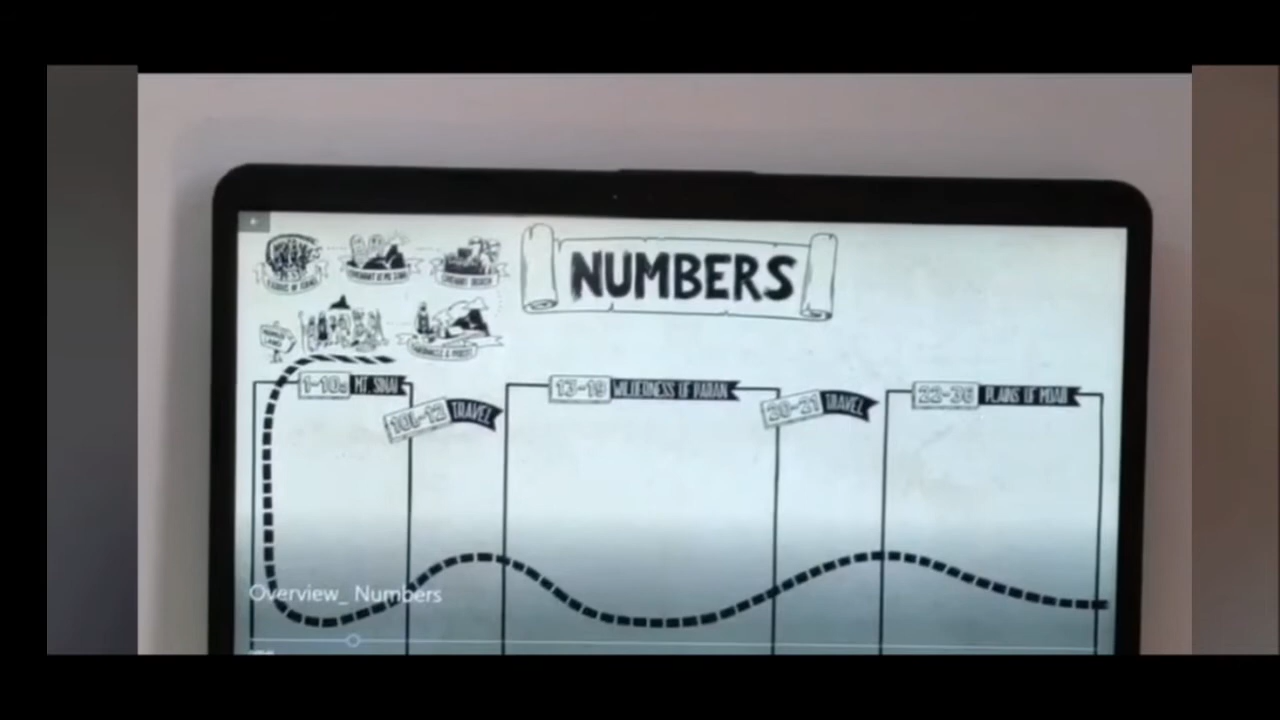 NUMBERS
1-10a MT. SINAI
10b-12 TRAVEL
13-19 WILDERNESS OF PARAN
20-21 TRAVEL
22-36 PLAINS OF MOAB
Overview_ Numbers